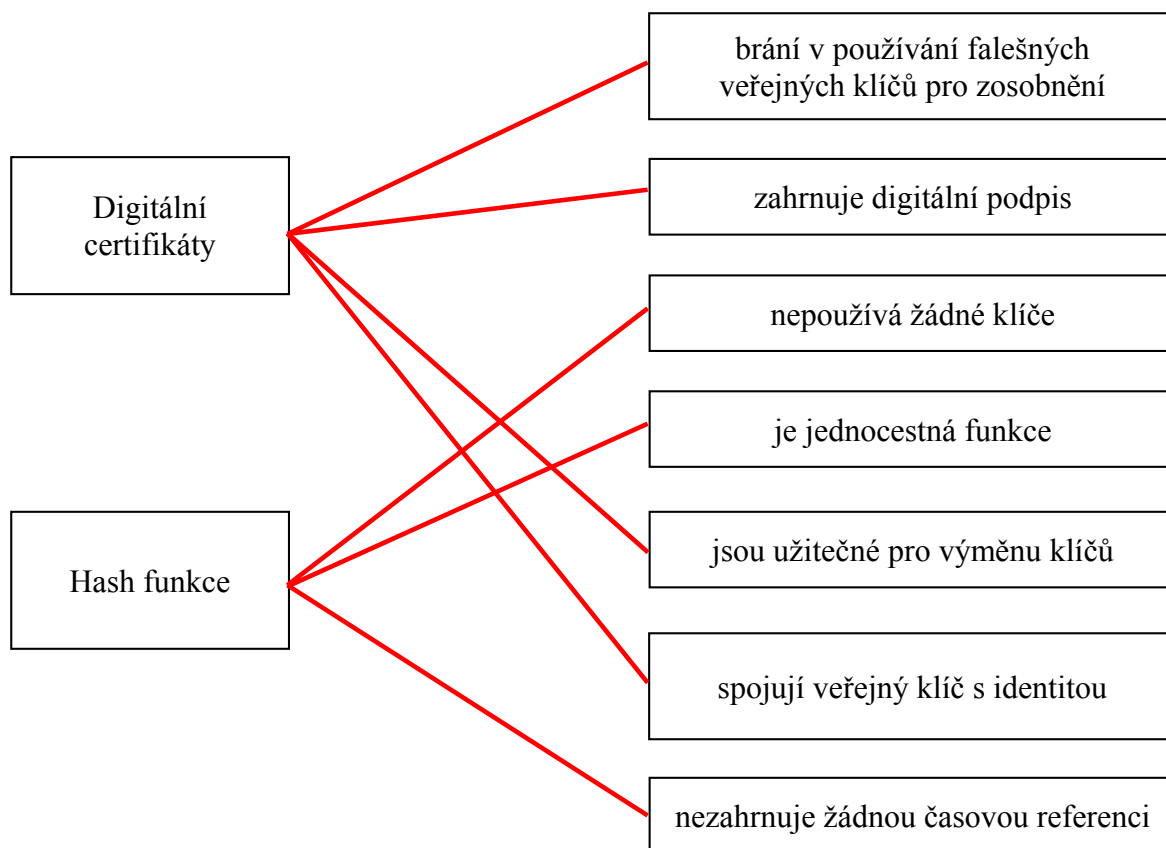 brání v používání falešných
veřejných klíčů pro zosobnění
Digitální
certifikáty
zahrnuje digitální podpis
nepoužívá žádné klíče
je jednocestná funkce
Hash funkce
jsou užitečné pro výměnu klíčů
spojují veřejný klíč s identitou
nezahrnuje žádnou časovou referenci